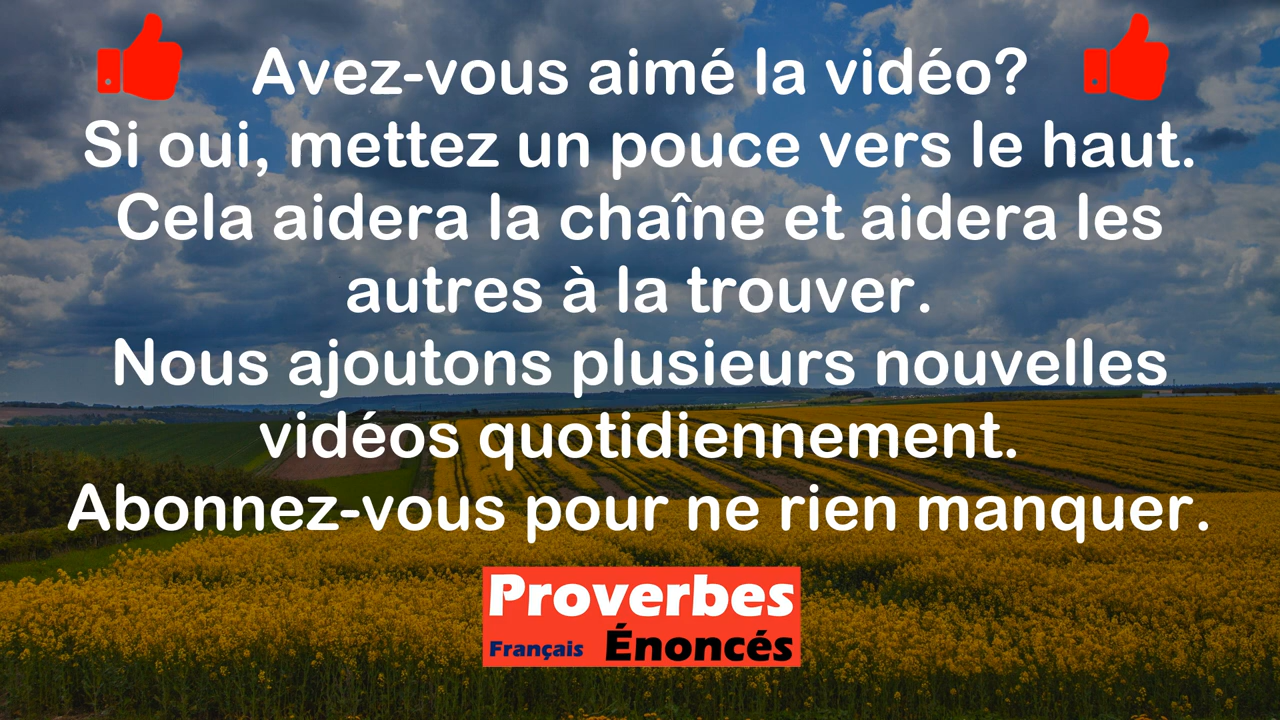 Avez-vous aimé la vidéo?
Si oui, mettez un pouce vers le haut.
Cela aidera la chaîne et aidera les
autres à la trouver.
Nous ajoutons plusieurs nouvelles
vidéos quotidiennement.
Abonnez-vous pour ne rien manquer.
Proverbes
Français Énoncés